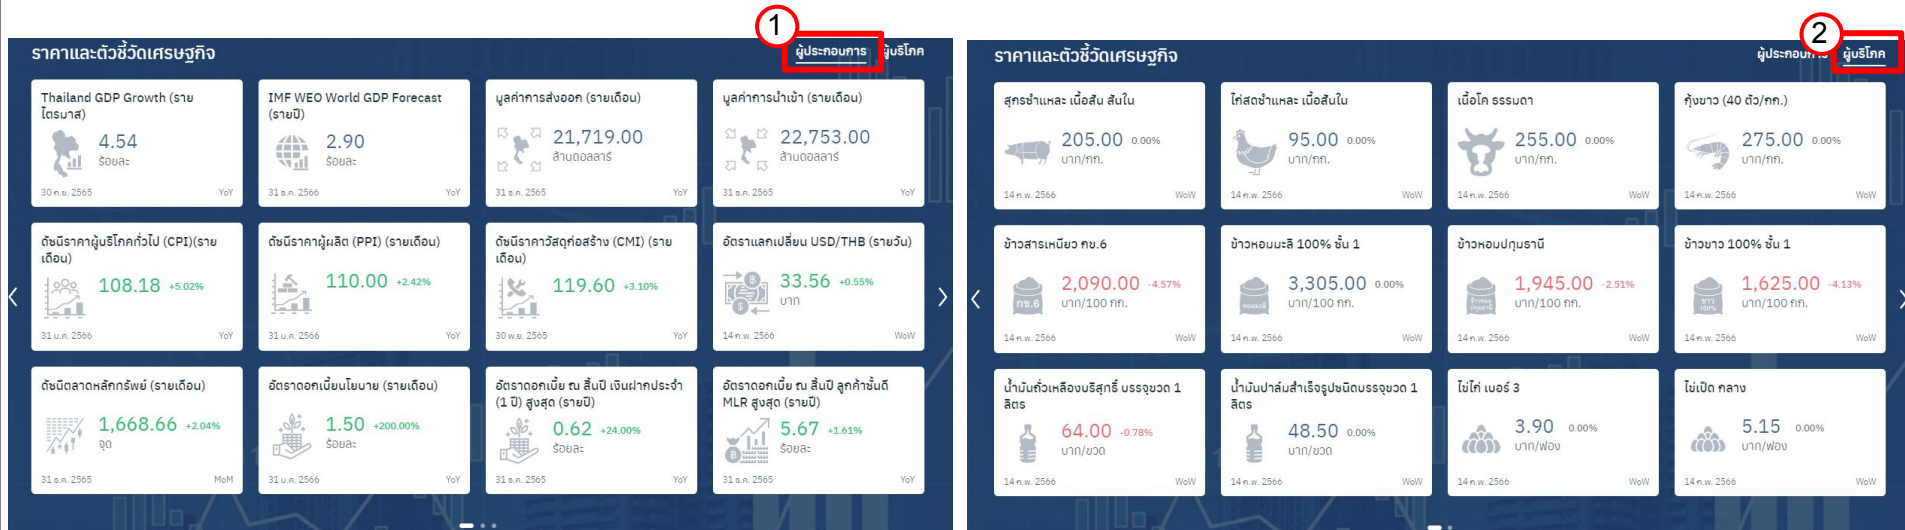 1
ราคาและตัวชี้วัดเศรษฐกิจ
ผู้ประกอบการ ผู้บริโภค
Thailand GDP Growth (ราย
ไตรมาส)
4.54
ร้อยละ
30 ก.ย. 2565 YoY
IMF WEO World GDP Forecast
(รายปี)
2.90
ร้อยละ
31 ธ.ค. 2566 YoY
มูลค่าการส่งออก (รายเดือน)
21,719.00
ล้านดอลลาร์
31 ธ.ค. 2565 YoY
มูลค่าการนำเข้า (รายเดือน)
22,753.00
ล้านดอลลาร์
31 ธ.ค. 2565 YoY
ดัชนีราคาผู้บริโภคทั่วไป (CPI)(ราย
เดือน)
108.18 +5.02%
31 ม.ค. 2566 YoY
ดัชนีราคาผู้ผลิต (PPI) (รายเดือน)
110.00 +2.42%
31 ม.ค. 2566 YoY
ดัชนีราคาวัสดุก่อสร้าง (CMI) (ราย
เดือน)
119.60 +3.10%
30 พ.ย. 2565 YoY
อัตราแลกเปลี่ยน USD/THB (รายวัน)
33.56 +0.55%
บาท
14 ก.พ. 2566 WoW
ดัชนีตลาดหลักทรัพย์ (รายเดือน)
1,668.66 +2.04%
จุด
31 ธ.ค. 2565 MoM
อัตราดอกเบี้ยนโยบาย (รายเดือน)
1.50 +200.00%
ร้อยละ
31 ม.ค. 2566 YoY
อัตราดอกเบี้ย ณ สิ้นปี เงินฝากประจำ
(1 ปี) สูงสุด (รายปี)
0.62 +24.00%
ร้อยละ
31 ธ.ค. 2565 YoY
อัตราดอกเบี้ย ณ สิ้นปี ลูกค้าชั้นดี
MLR สูงสุด (รายปี)
5.67 +1.61%
ร้อยละ
31 ธ.ค. 2565 YoY
2
ราคาและตัวชี้วัดเศรษฐกิจ
ผู้ประกอบการ ผู้บริโภค
สุกรชำแหละ เนื้อสัน สันใน
205.00 0.00%
บาท/กก.
14 ก.พ. 2566 WoW
ไก่สดชำแหละ เนื้อสันใน
95.00 0.00%
บาท/กก.
14 ก.พ. 2566 WoW
เนื้อโค ธรรมดา
255.00 0.00%
บาท/กก.
14 ก.พ. 2566 WoW
กุ้งขาว (40 ตัว/กก.)
275.00 0.00%
บาท/กก.
14 ก.พ. 2566 WoW
ข้าวสารเหนียว กข.6
กข.6
2,090.00 -4.57%
บาท/100 กก.
14 ก.พ. 2566 WoW
ข้าวหอมมะลิ 100% ชั้น 1
หอมมะลิ
3,305.00 0.00%
บาท/100 กก.
14 ก.พ. 2566 WoW
ข้าวหอมปทุมธานี
ข้าวหอม
ปทุมธานี
1,945.00 -2.51%
บาท/100 กก.
14 ก.พ. 2566 WoW
ข้าวขาว 100% ชั้น 1
ขาว
100%
1,625.00 -4.13%
บาท/100 กก.
14 ก.พ. 2566 WoW
น้ำมันถั่วเหลืองบริสุทธิ์ บรรจุขวด 1
ลิตร
64.00 -0.78%
บาท/ขวด
14 ก.พ. 2566 WoW
น้ำมันปาล์มสำเร็จรูปชนิดบรรจุขวด 1
ลิตร
48.50 0.00%
บาท/ขวด
14 ก.พ. 2566 WoW
ไข่ไก่ เบอร์ 3
3.90 0.00%
บาท/ฟอง
14 ก.พ. 2566 WoW
ไข่เป็ด กลาง
5.15 0.00%
บาท/ฟอง
14 ก.พ. 2566 WoW